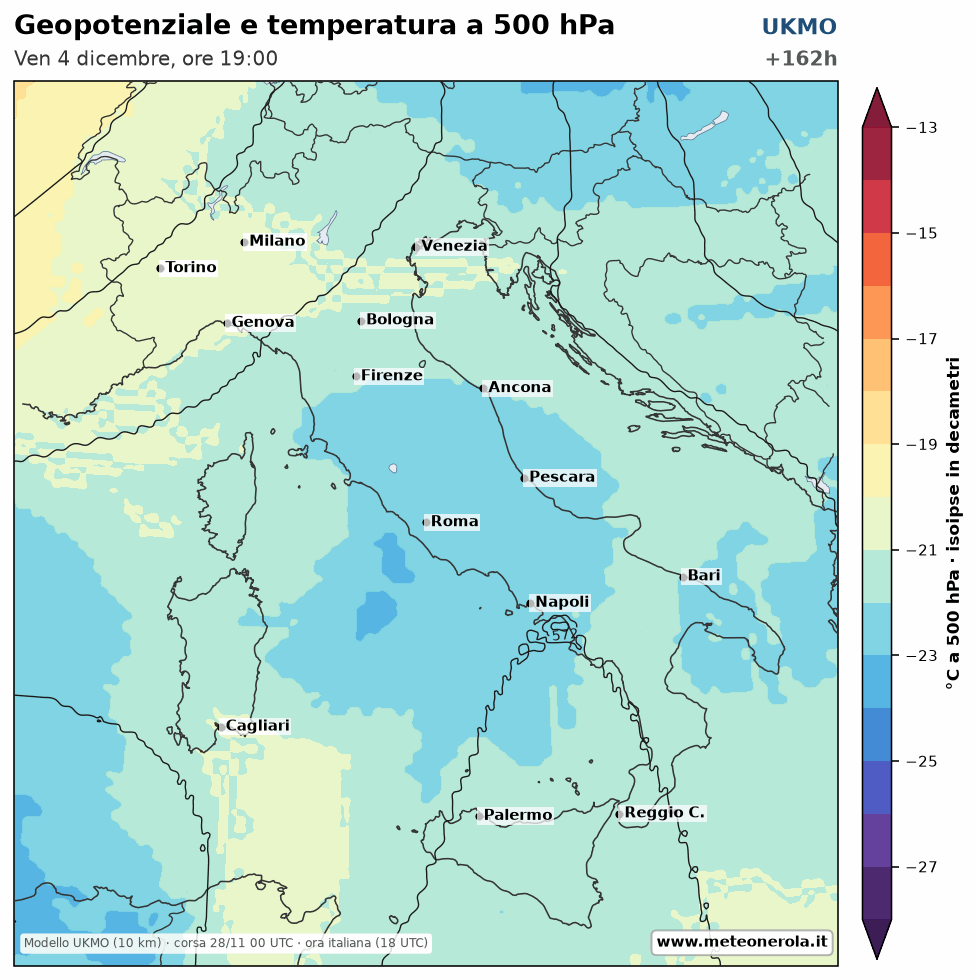 Geopotenziale e temperatura a 500 hPa
UKMO
Ven 4 dicembre, ore 19:00
+162h
Milano
Venezia
Torino
Genova
Bologna
Firenze
Ancona
Pescara
Roma
Bari
Napoli
57
Cagliari
Palermo
Reggio C.
−13
−15
−17
−19
−21
−23
−25
−27
°C a 500 hPa · isoipse in decametri
Modello UKMO (10 km) · corsa 28/11 00 UTC · ora italiana (18 UTC)
www.meteonerola.it